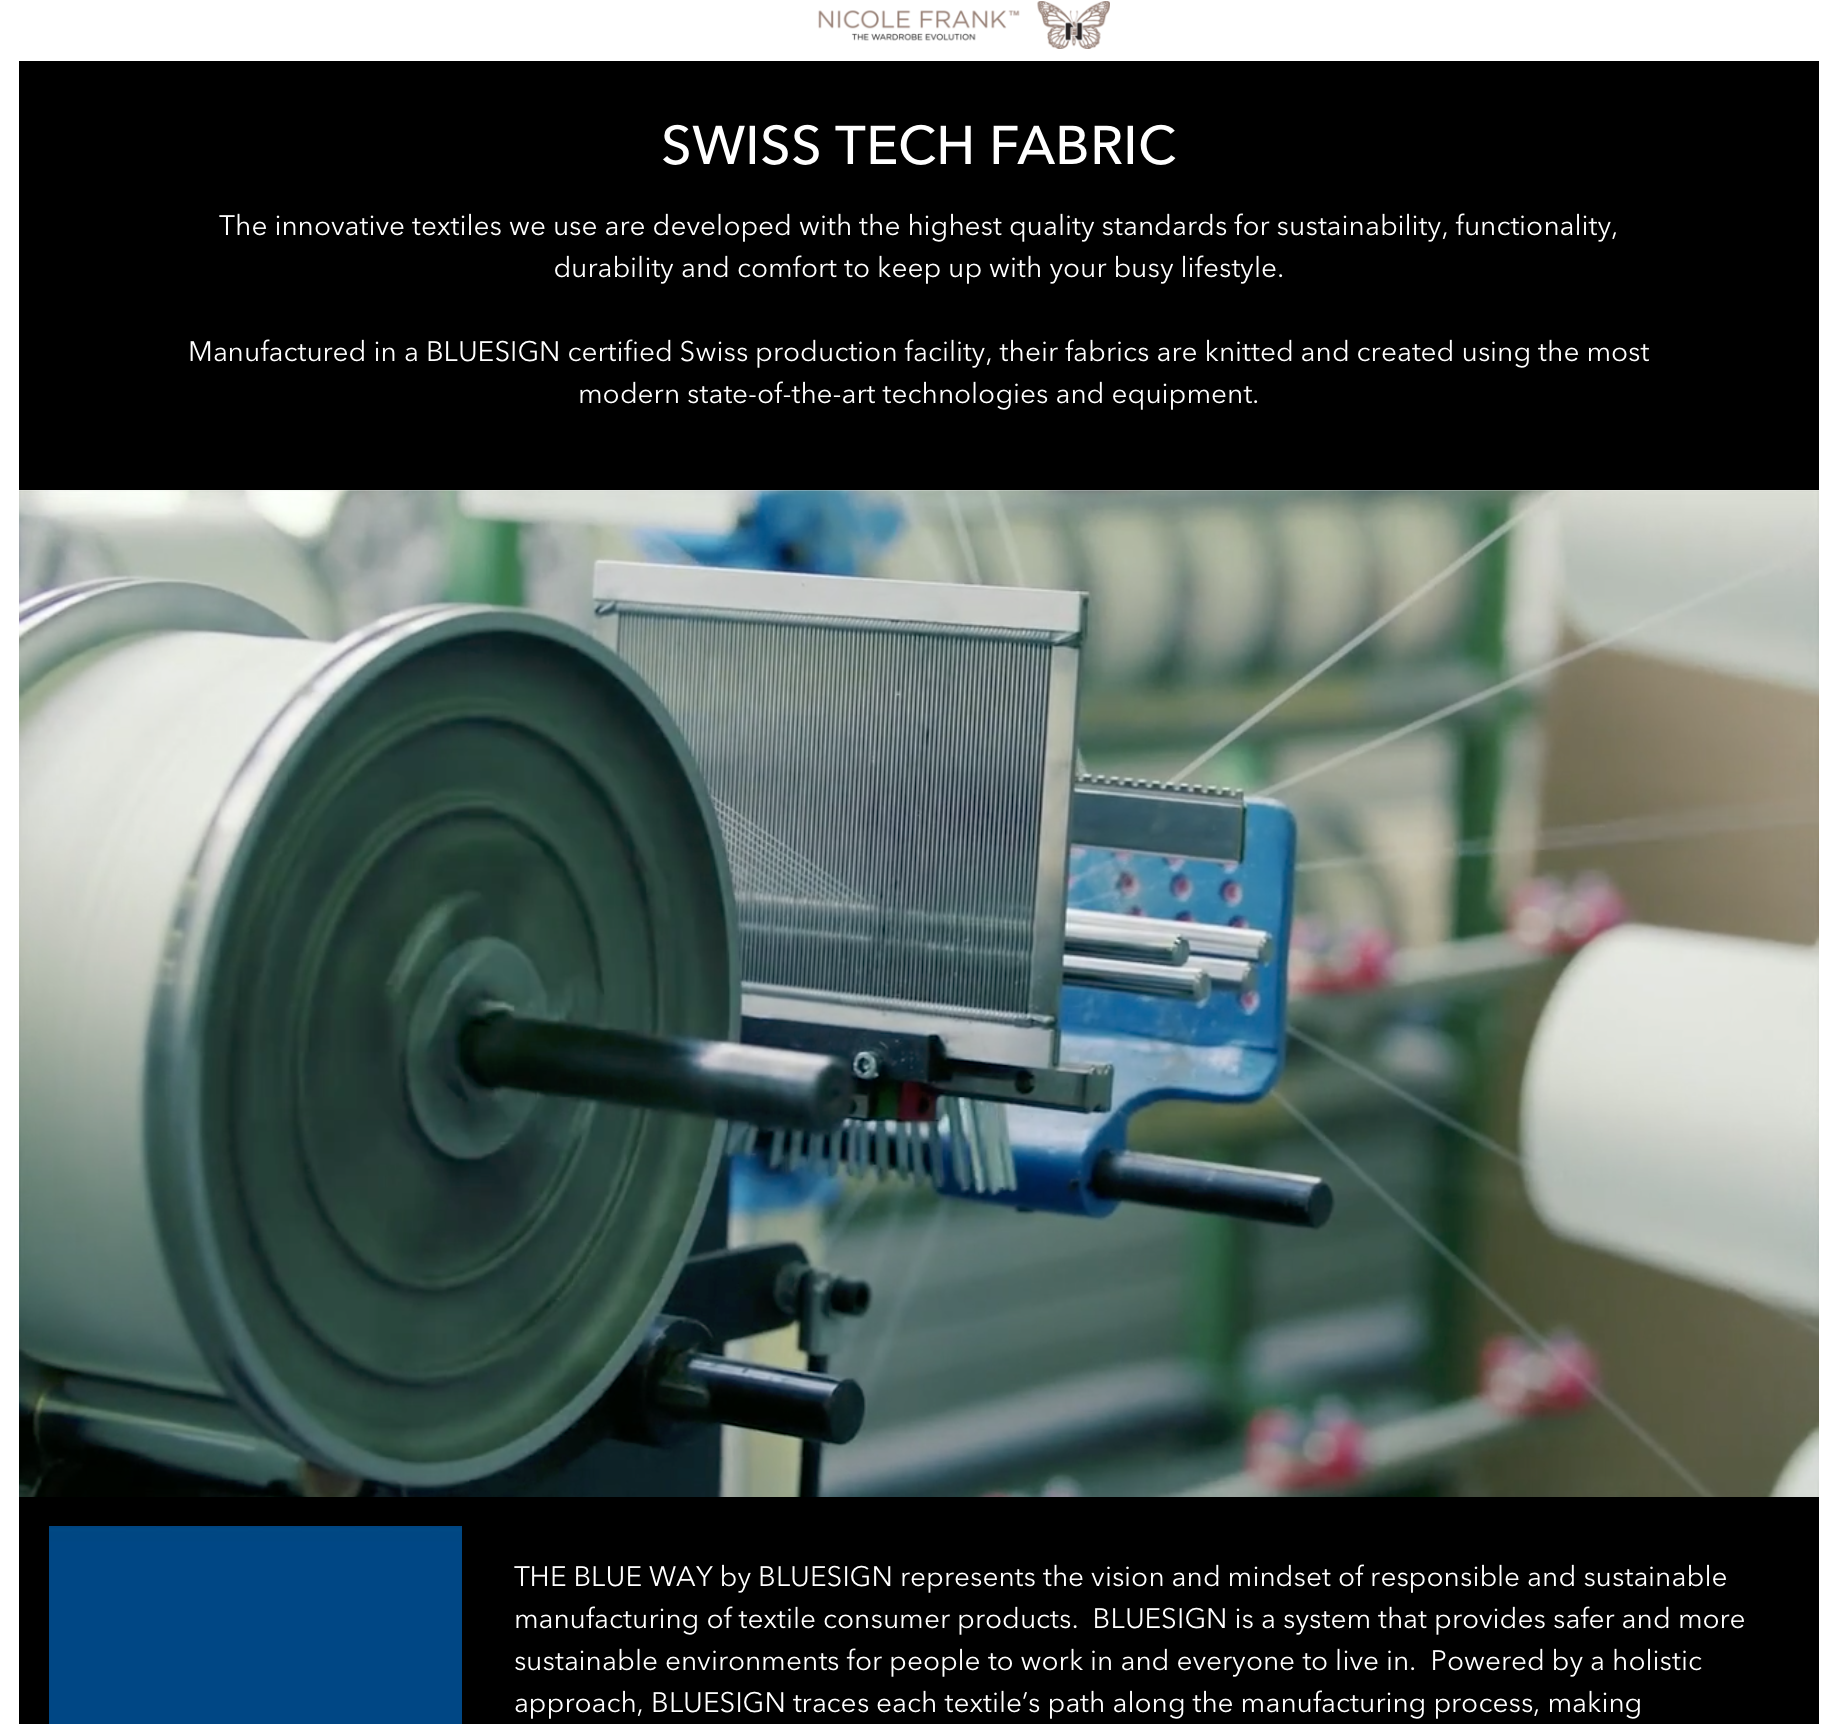 NICOLE FRANK™
THE WARDROBE EVOLUTION
SWISS TECH FABRIC
The innovative textiles we use are developed with the highest quality standards for sustainability, functionality,
durability and comfort to keep up with your busy lifestyle.
Manufactured in a BLUESIGN certified Swiss production facility, their fabrics are knitted and created using the most
modern state-of-the-art technologies and equipment.
THE BLUE WAY by BLUESIGN represents the vision and mindset of responsible and sustainable
manufacturing of textile consumer products.  BLUESIGN is a system that provides safer and more
sustainable environments for people to work in and everyone to live in.  Powered by a holistic
approach, BLUESIGN traces each textile’s path along the manufacturing process, making